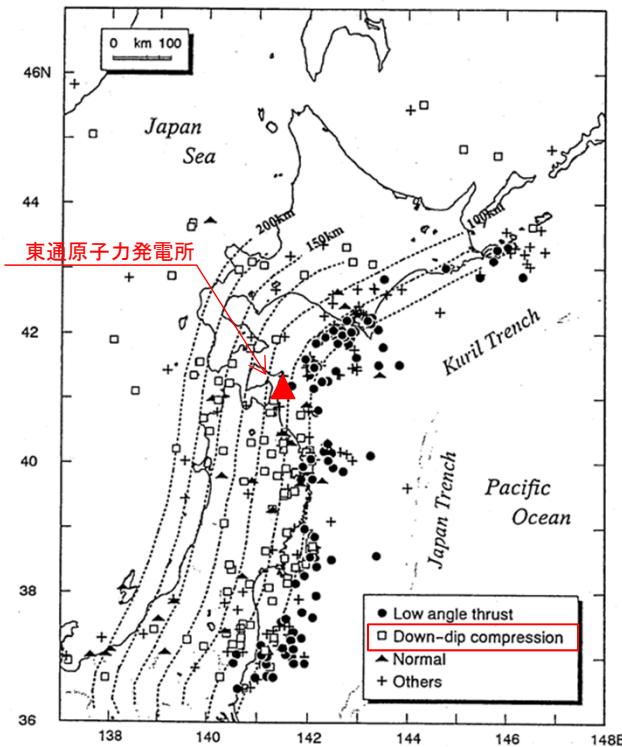 46N
44
42
40
38
36
138
140
142
144
146
148E
0 km 100
Japan
Sea
200km
150km
100km
東通原子力発電所
Kuril Trench
Japan Trench
Pacific
Ocean
Low angle thrust
Down-dip compression
Normal
Others